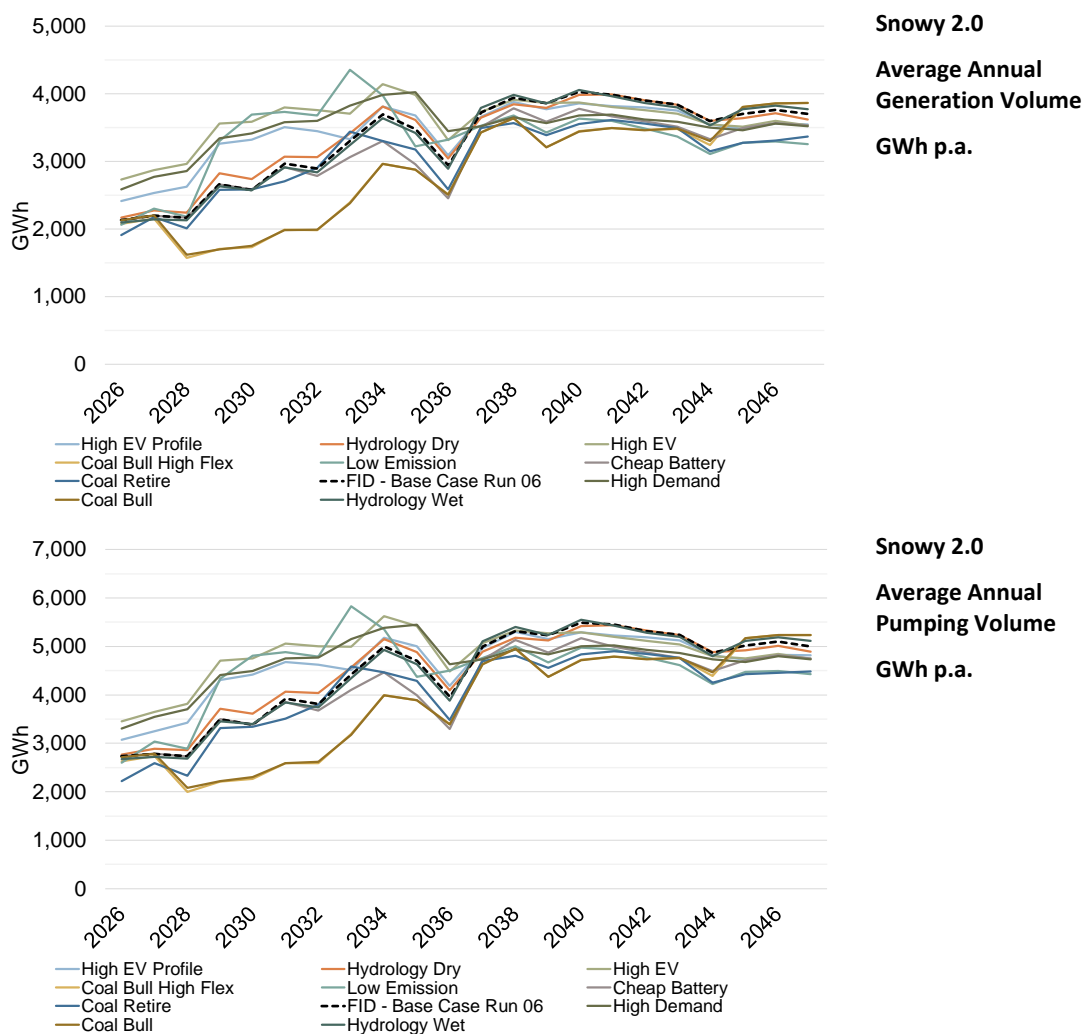 5,000
4,000
3,000
2,000
1,000
0
GWh
2026
2028
2030
2032
2034
2036
2038
2040
2042
2044
2046
High EV Profile
Hydrology Dry
High EV
Coal Bull High Flex
Low Emission
Cheap Battery
Coal Retire
FID - Base Case Run 06
High Demand
Coal Bull
Hydrology Wet
Snowy 2.0
Average Annual
Generation Volume
GWh p.a.
7,000
6,000
5,000
4,000
3,000
2,000
1,000
0
GWh
2026
2028
2030
2032
2034
2036
2038
2040
2042
2044
2046
High EV Profile
Hydrology Dry
High EV
Coal Bull High Flex
Low Emission
Cheap Battery
Coal Retire
FID - Base Case Run 06
High Demand
Coal Bull
Hydrology Wet
Snowy 2.0
Average Annual
Pumping Volume
GWh p.a.